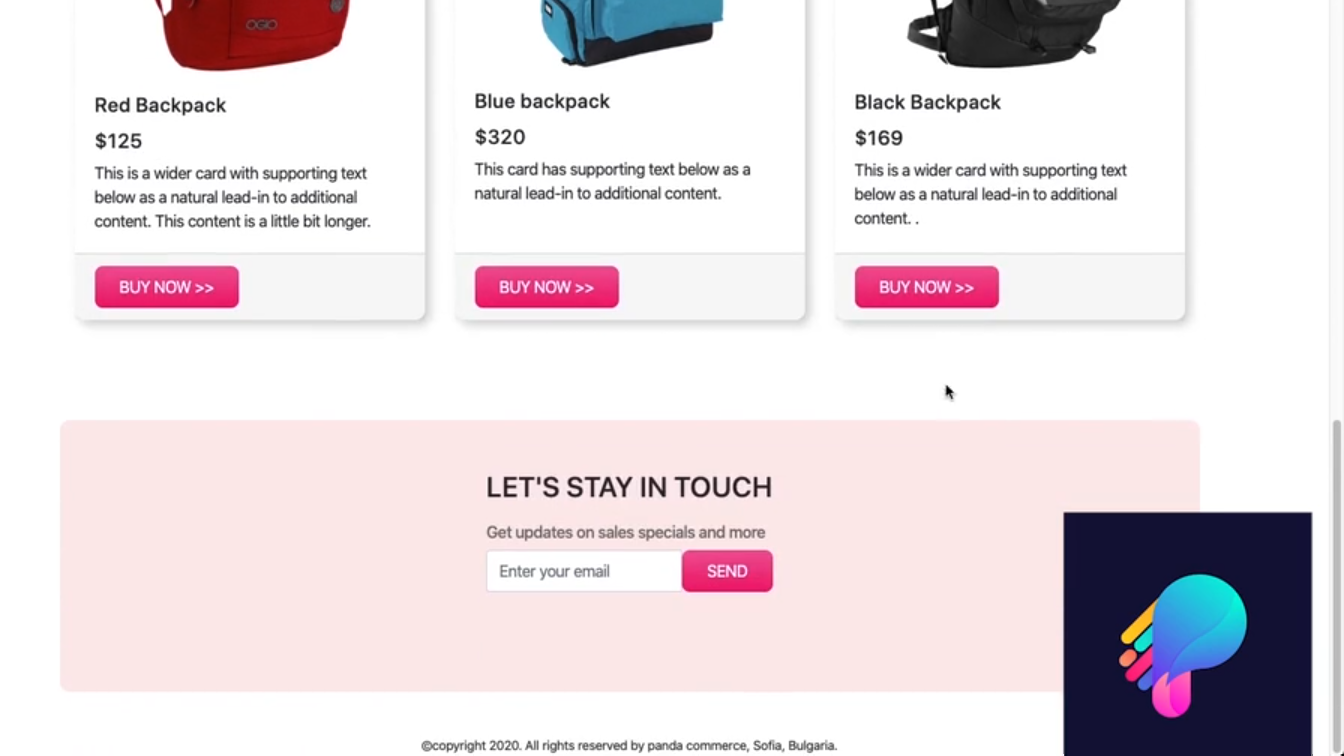 OGIO
Red Backpack
$125
This is a wider card with supporting text
below as a natural lead-in to additional
content. This content is a little bit longer.
BUY NOW >>
Blue backpack
$320
This card has supporting text below as a
natural lead-in to additional content.
BUY NOW >>
Black Backpack
$169
This is a wider card with supporting text
below as a natural lead-in to additional
content. .
BUY NOW >>
LET'S STAY IN TOUCH
Get updates on sales specials and more
Enter your email
SEND
©copyright 2020. All rights reserved by panda commerce, Sofia, Bulgaria.